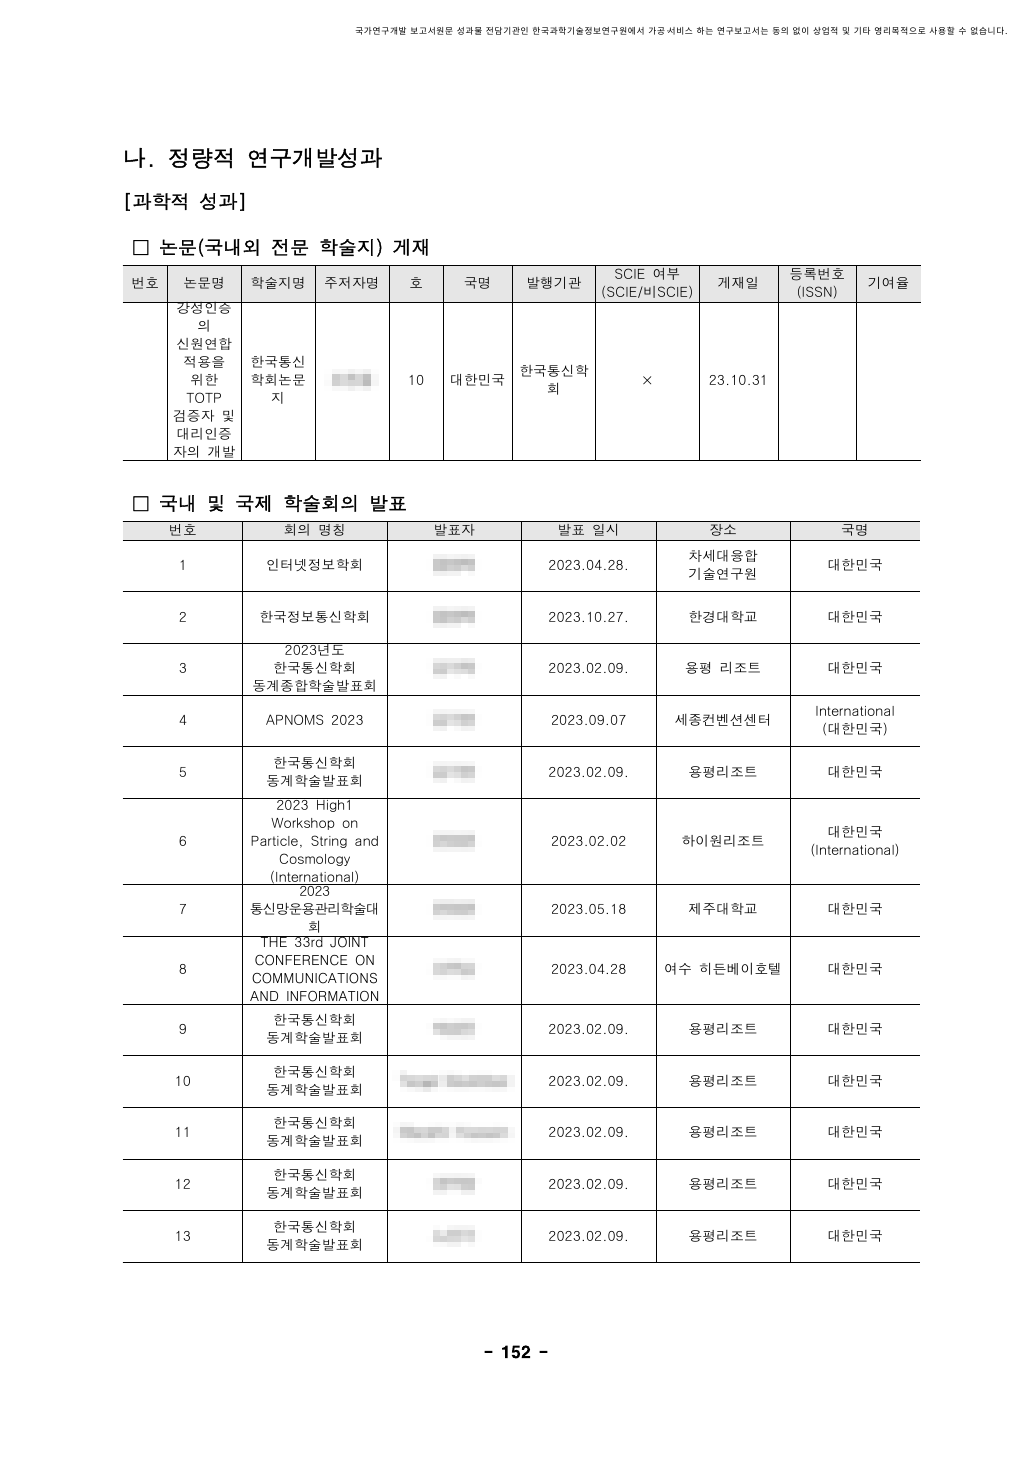 국가연구개발 보고서원문 성과물 전담기관인 한국과학기술정보연구원에서 가공·서비스 하는 연구보고서는 동의 없이 상업적 및 기타 영리목적으로 사용할 수 없습니다.
나. 정량적 연구개발성과
[과학적 성과]
□ 논문(국내외 전문 학술지) 게재
번호 논문명 학술지명 주저자명 호 국명 발행기관 SCIE 여부 (SCIE/비SCIE) 게재일 등록번호 (ISSN) 기여율
강성인증
의
신원연합
적용을
위한
TOTP
검증자 및
대리인증
자의 개발
한국통신
학회논문
지
10
대한민국
한국통신학
회
×
23.10.31
□ 국내 및 국제 학술회의 발표
번호 회의 명칭 발표자 발표 일시 장소 국명
1 인터넷정보학회 2023.04.28. 차세대융합 기술연구원 대한민국
2 한국정보통신학회 2023.10.27. 한경대학교 대한민국
3 2023년도 한국통신학회 동계종합학술발표회 2023.02.09. 용평 리조트 대한민국
4 APNOMS 2023 2023.09.07 세종컨벤션센터 International (대한민국)
5 한국통신학회 동계학술발표회 2023.02.09. 용평리조트 대한민국
6 2023 High1 Workshop on Particle, String and Cosmology (International) 2023.02.02 하이원리조트 대한민국 (International)
7 2023 통신망운용관리학술대회 2023.05.18 제주대학교 대한민국
8 THE 33rd JOINT CONFERENCE ON COMMUNICATIONS AND INFORMATION 2023.04.28 여수 히든베이호텔 대한민국
9 한국통신학회 동계학술발표회 2023.02.09. 용평리조트 대한민국
10 한국통신학회 동계학술발표회 2023.02.09. 용평리조트 대한민국
11 한국통신학회 동계학술발표회 2023.02.09. 용평리조트 대한민국
12 한국통신학회 동계학술발표회 2023.02.09. 용평리조트 대한민국
13 한국통신학회 동계학술발표회 2023.02.09. 용평리조트 대한민국
- 152 -